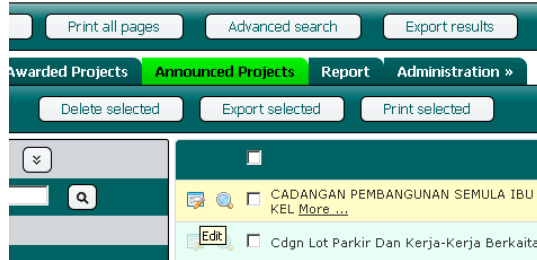 Print all pages Advanced search Export results
Awarded Projects Announced Projects Report Administration »
Delete selected Export selected Print selected
CADANGAN PEMBANGUNAN SEMULA IBU
KEL More ...
Edit
Cdgn Lot Parkir Dan Kerja-Kerja Berkaita